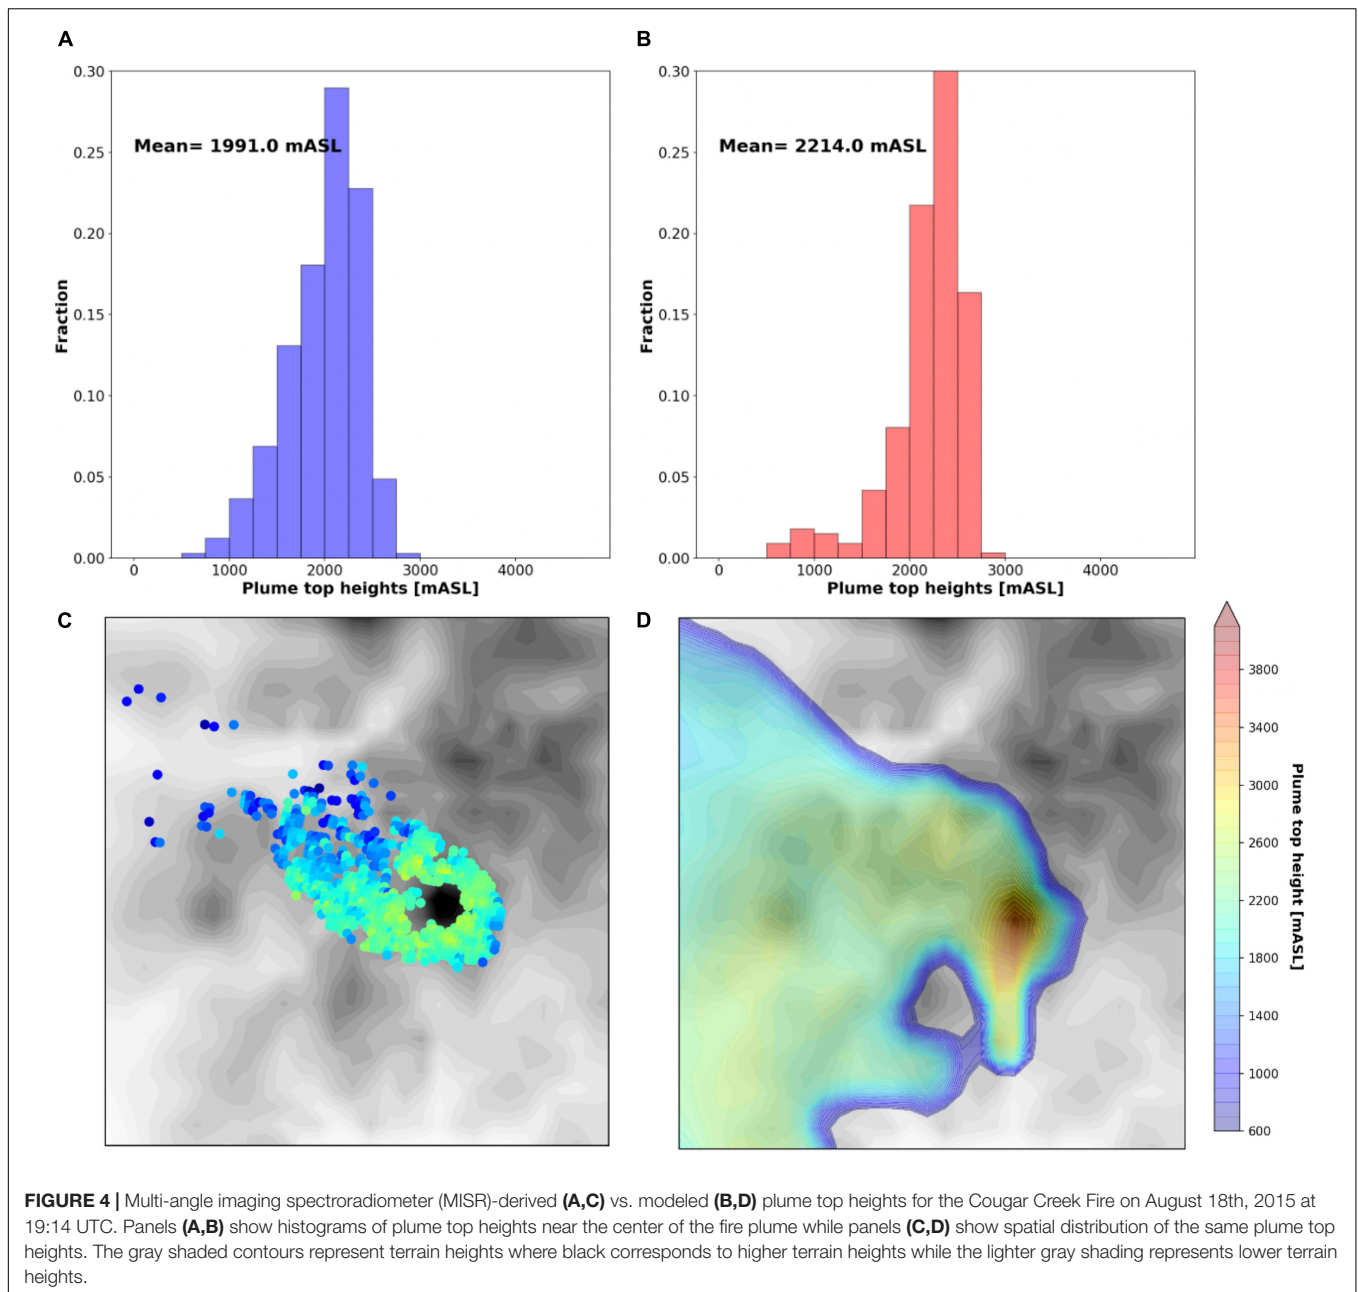 A
B
0.30
0.25
0.20
0.15
0.10
0.05
0.00
Fraction
Mean= 1991.0 mASL
0
1000
2000
3000
4000
Plume top heights [mASL]
0.30
0.25
0.20
0.15
0.10
0.05
0.00
Fraction
Mean= 2214.0 mASL
0
1000
2000
3000
4000
Plume top heights [mASL]
C
D
3800
3400
3000
2600
2200
1800
1400
1000
600
Plume top height [mASL]
FIGURE 4 | Multi-angle imaging spectroradiometer (MISR)-derived (A,C) vs. modeled (B,D) plume top heights for the Cougar Creek Fire on August 18th, 2015 at
19:14 UTC. Panels (A,B) show histograms of plume top heights near the center of the fire plume while panels (C,D) show spatial distribution of the same plume top
heights. The gray shaded contours represent terrain heights where black corresponds to higher terrain heights while the lighter gray shading represents lower terrain
heights.